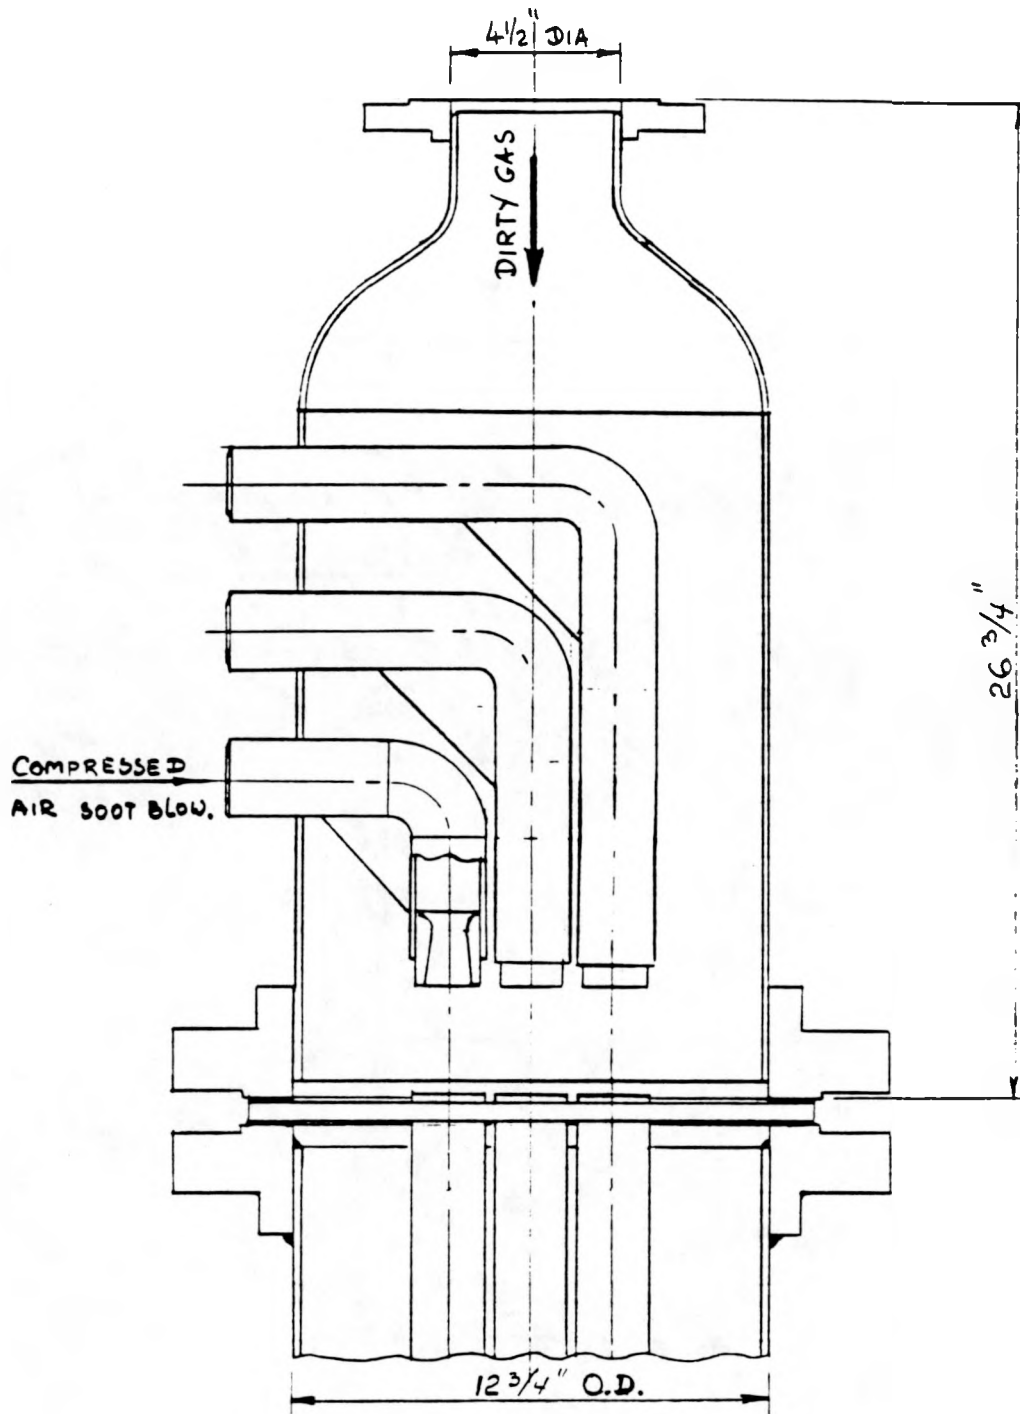 4½" DIA
DIRTY GAS
26 ¾"
COMPRESSED
AIR SOOT BLOW.
12 ¾" O.D.